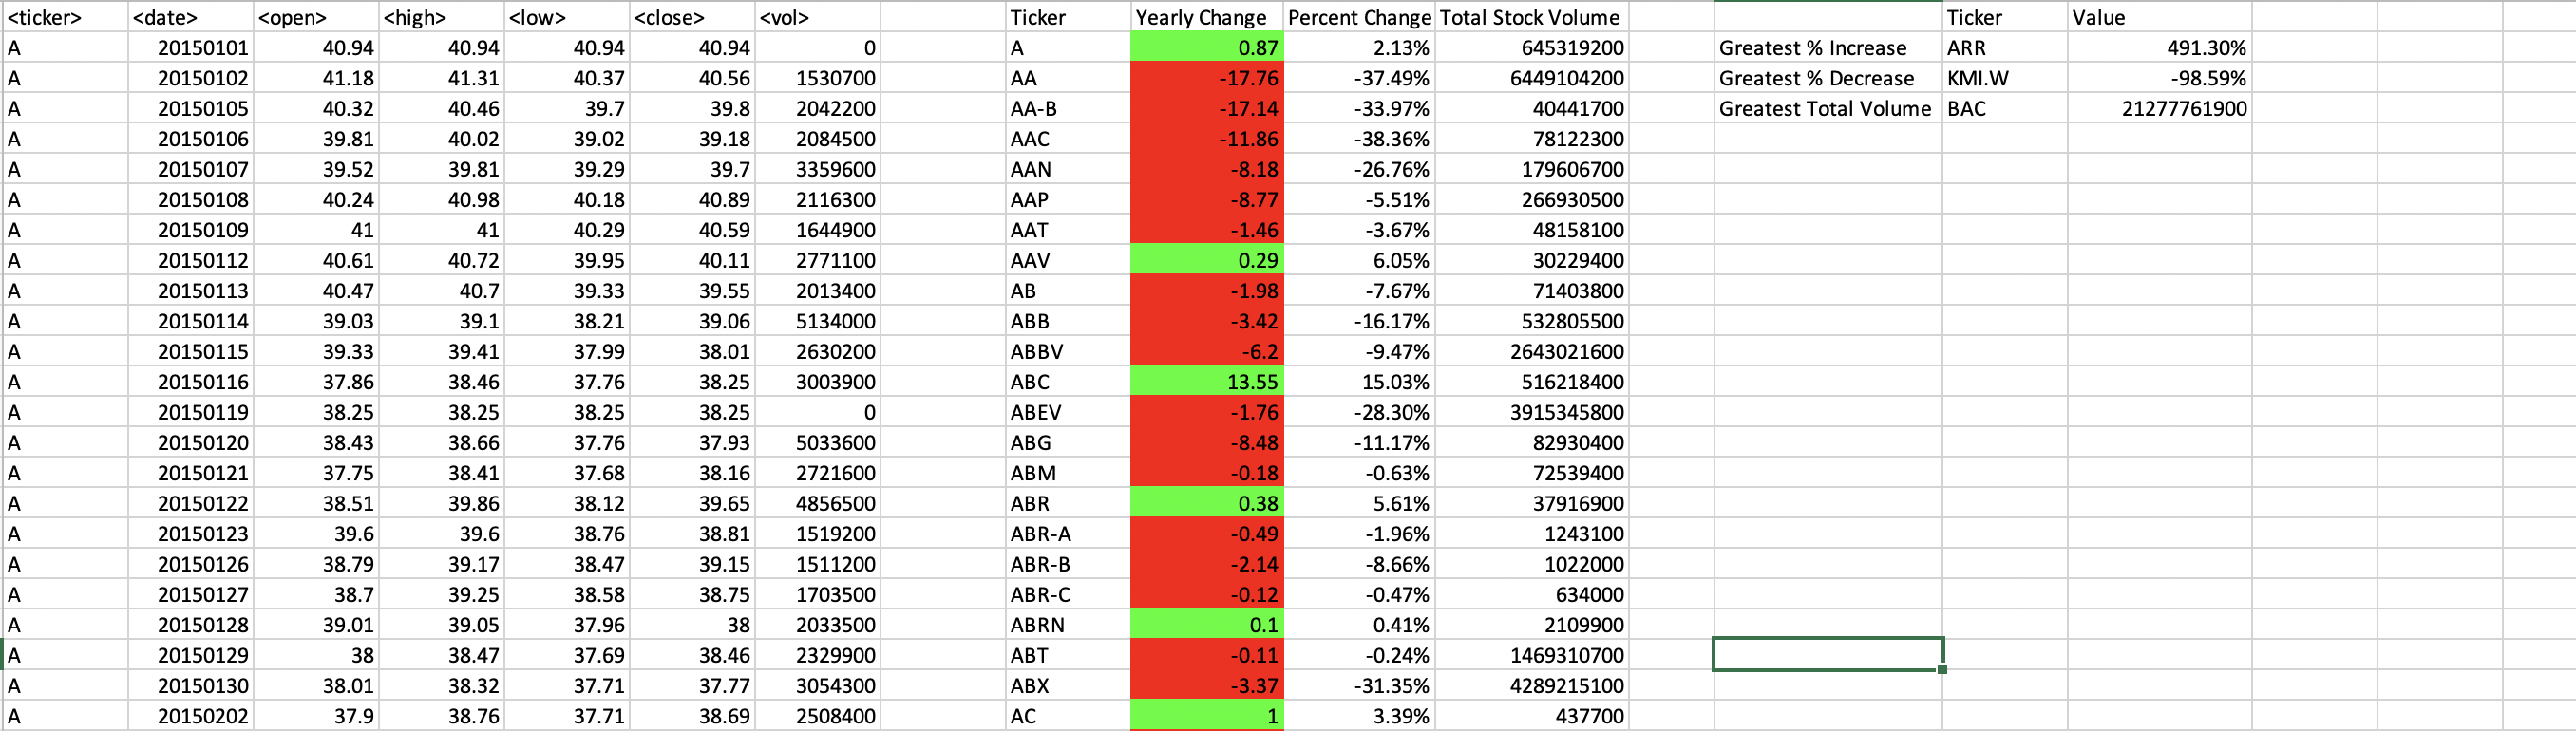 <ticker> <date> <open> <high> <low> <close> <vol> Ticker Yearly Change Percent Change Total Stock Volume Ticker Value
A 20150101 40.94 40.94 40.94 40.94 0 A 0.87 2.13% 645319200 Greatest % Increase ARR 491.30%
A 20150102 41.18 41.31 40.37 40.56 1530700 AA -17.76 -37.49% 6449104200 Greatest % Decrease KMI.W -98.59%
A 20150105 40.32 40.46 39.7 39.8 2042200 AA-B -17.14 -33.97% 40441700 Greatest Total Volume BAC 21277761900
A 20150106 39.81 40.02 39.02 39.18 2084500 AAC -11.86 -38.36% 78122300
A 20150107 39.52 39.81 39.29 39.7 3359600 AAN -8.18 -26.76% 179606700
A 20150108 40.24 40.98 40.18 40.89 2116300 AAP -8.77 -5.51% 266930500
A 20150109 41 41 40.29 40.59 1644900 AAT -1.46 -3.67% 48158100
A 20150112 40.61 40.72 39.95 40.11 2771100 AAV 0.29 6.05% 30229400
A 20150113 40.47 40.7 39.33 39.55 2013400 AB -1.98 -7.67% 71403800
A 20150114 39.03 39.1 38.21 39.06 5134000 ABB -3.42 -16.17% 532805500
A 20150115 39.33 39.41 37.99 38.01 2630200 ABBV -6.2 -9.47% 2643021600
A 20150116 37.86 38.46 37.76 38.25 3003900 ABC 13.55 15.03% 516218400
A 20150119 38.25 38.25 38.25 38.25 0 ABEV -1.76 -28.30% 3915345800
A 20150120 38.43 38.66 37.76 37.93 5033600 ABG -8.48 -11.17% 82930400
A 20150121 37.75 38.41 37.68 38.16 2721600 ABM -0.18 -0.63% 72539400
A 20150122 38.51 39.86 38.12 39.65 4856500 ABR 0.38 5.61% 37916900
A 20150123 39.6 39.6 38.76 38.81 1519200 ABR-A -0.49 -1.96% 1243100
A 20150126 38.79 39.17 38.47 39.15 1511200 ABR-B -2.14 -8.66% 1022000
A 20150127 38.7 39.25 38.58 38.75 1703500 ABR-C -0.12 -0.47% 634000
A 20150128 39.01 39.05 37.96 38 2033500 ABRN 0.1 0.41% 2109900
A 20150129 38 38.47 37.69 38.46 2329900 ABT -0.11 -0.24% 1469310700
A 20150130 38.01 38.32 37.71 37.77 3054300 ABX -3.37 -31.35% 4289215100
A 20150202 37.9 38.76 37.71 38.69 2508400 AC 1 3.39% 437700